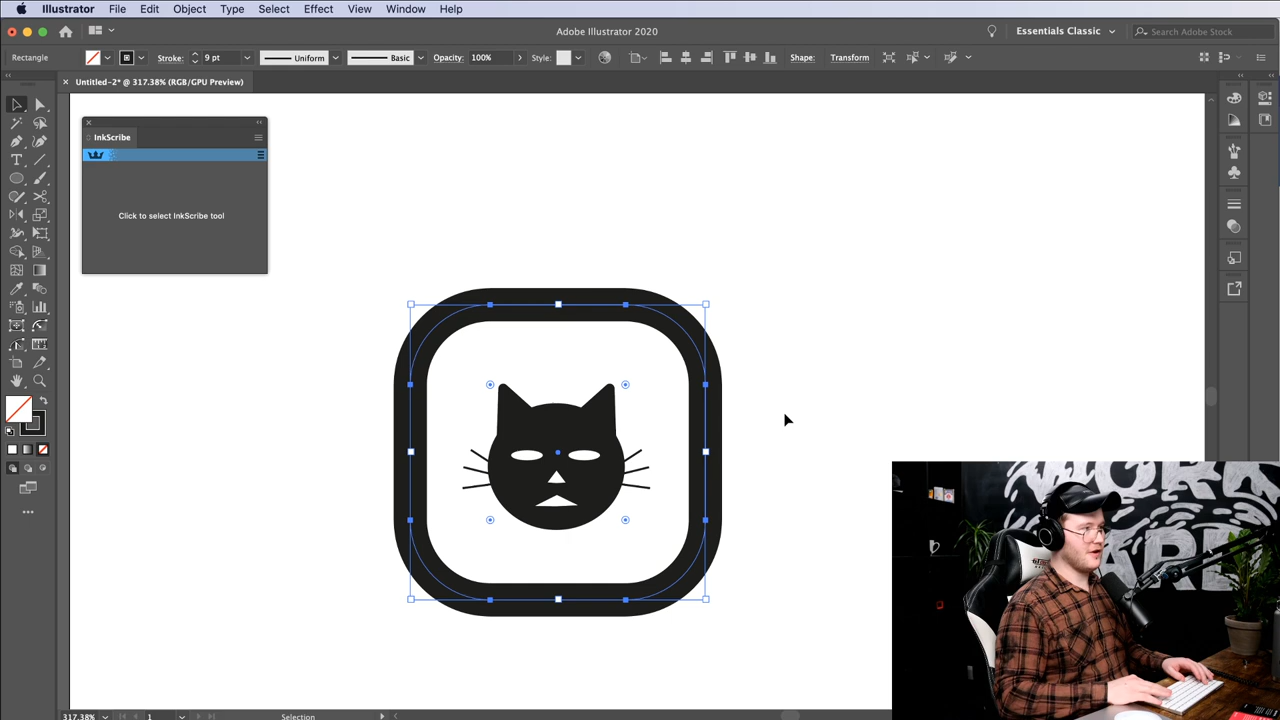 Illustrator File Edit Object Type Select Effect View Window Help
Adobe Illustrator 2020
Essentials Classic
Search Adobe Stock
Rectangle Stroke: 9 pt Uniform Basic Opacity: 100% Style: Shape: Transform
Untitled-2* @ 317.38% (RGB/GPU Preview)
InkScribe
Click to select InkScribe tool
WORK
HARD
317.38% 1 Selection